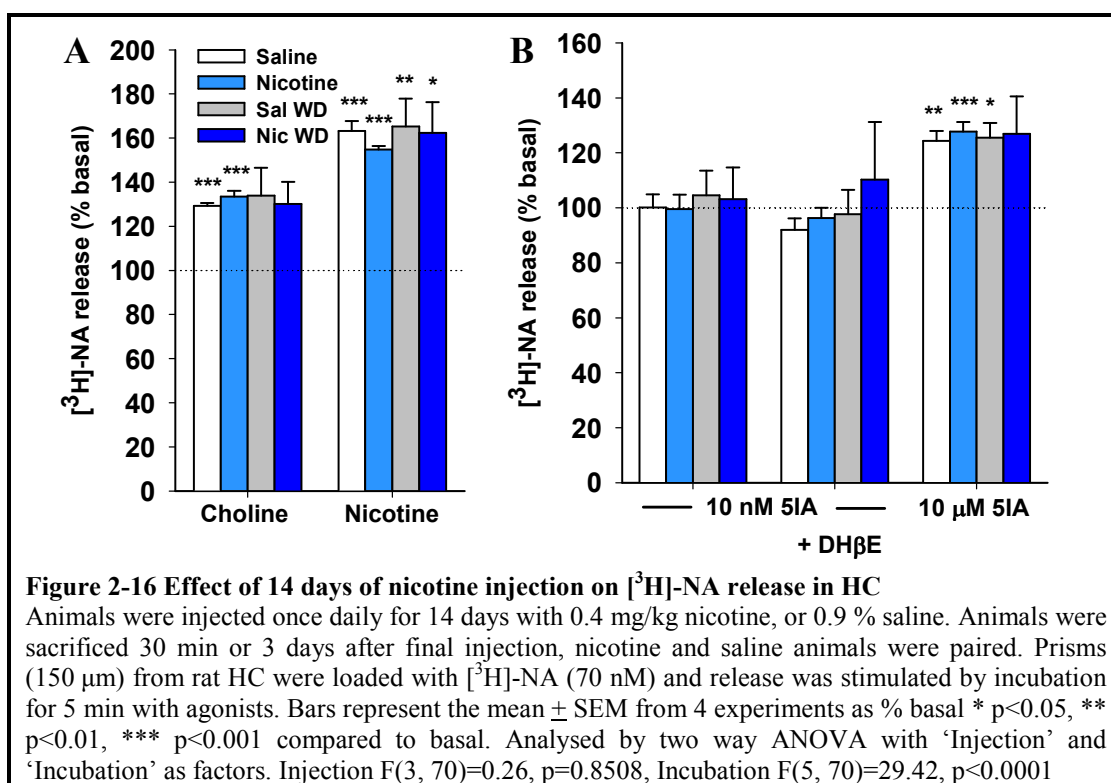 A
B
Saline
Nicotine
Sal WD
Nic WD
[³H]-NA release (% basal)
200
180
160
140
120
100
80
60
40
20
0
*** *** *** *** ** *
Choline Nicotine
[³H]-NA release (% basal)
160
140
120
100
80
60
40
20
0
** *** *
10 nM 5IA 10 μM 5IA
+ DHβE
Figure 2-16 Effect of 14 days of nicotine injection on [³H]-NA release in HC
Animals were injected once daily for 14 days with 0.4 mg/kg nicotine, or 0.9 % saline. Animals were
sacrificed 30 min or 3 days after final injection, nicotine and saline animals were paired. Prisms
(150 μm) from rat HC were loaded with [³H]-NA (70 nM) and release was stimulated by incubation
for 5 min with agonists. Bars represent the mean ± SEM from 4 experiments as % basal * p<0.05, **
p<0.01, *** p<0.001 compared to basal. Analysed by two way ANOVA with ‘Injection’ and
‘Incubation’ as factors. Injection F(3, 70)=0.26, p=0.8508, Incubation F(5, 70)=29.42, p<0.0001